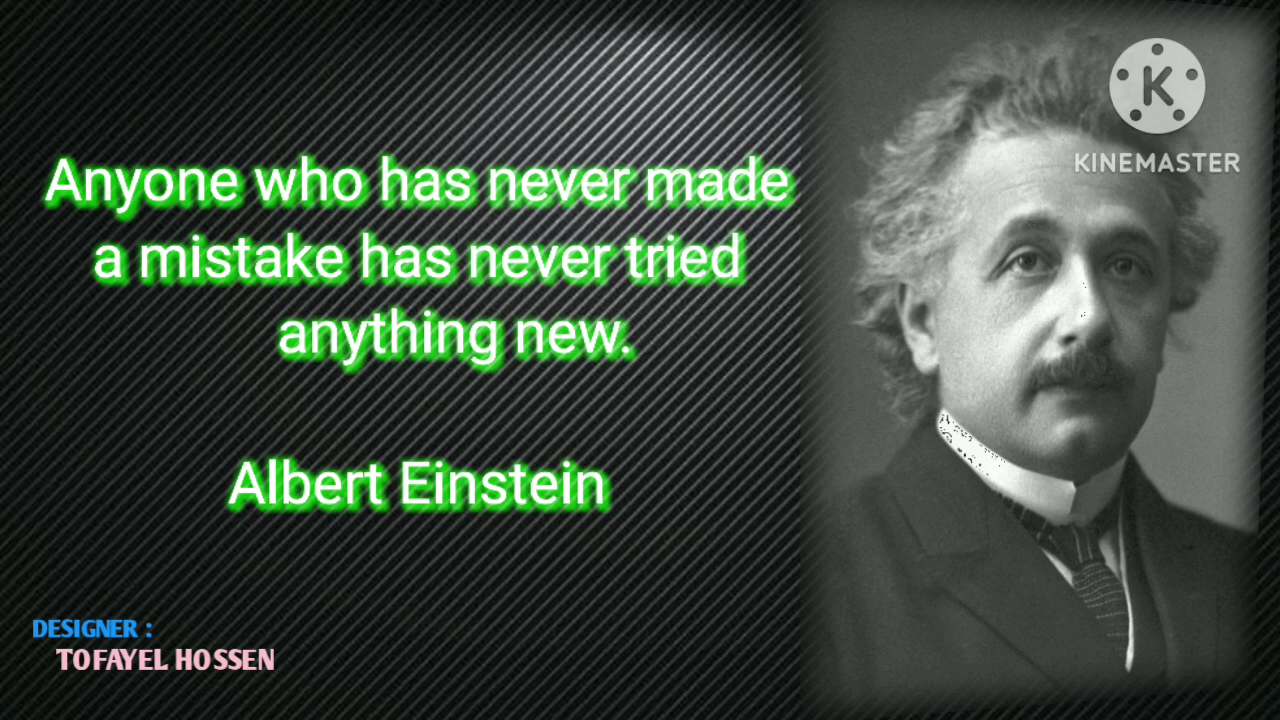 Anyone who has never made
a mistake has never tried
anything new.
Albert Einstein
DESIGNER :
TOFAYEL HOSSEN
K
KINEMASTER